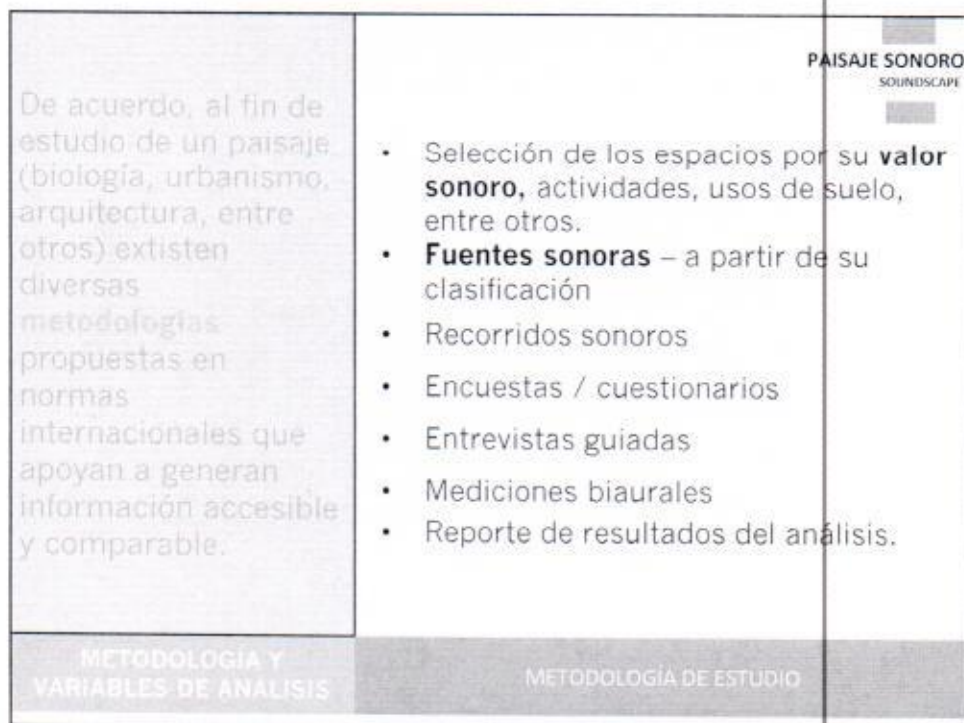 PAISAJE SONORO
SOUNDSCAPE
De acuerdo, al fin de
estudio de un paisaje
(biología, urbanismo,
arquitectura, entre
otros) extisten
diversas
metodologías
propuestas en
normas
internacionales que
apoyan a generan
información accesible
y comparable.
• Selección de los espacios por su valor
sonoro, actividades, usos de suelo,
entre otros.
• Fuentes sonoras – a partir de su
clasificación
• Recorridos sonoros
• Encuestas / cuestionarios
• Entrevistas guiadas
• Mediciones biaurales
• Reporte de resultados del análisis.
METODOLOGÍA Y
VARIABLES DE ANÁLISIS
METODOLOGÍA DE ESTUDIO